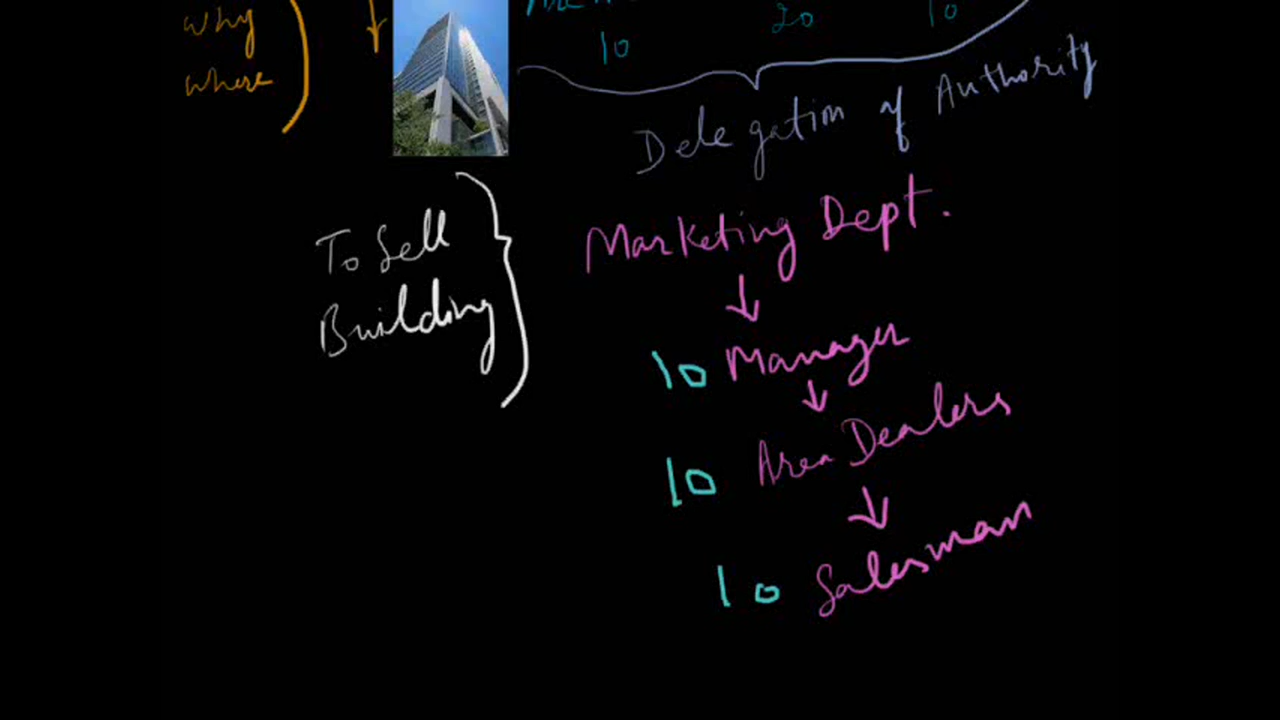 why
where
10
20
10
Delegation of Authority
To Sell
Building
Marketing Dept.
↓
10 Manager
↓
10 Area Dealers
↓
10 Salesman